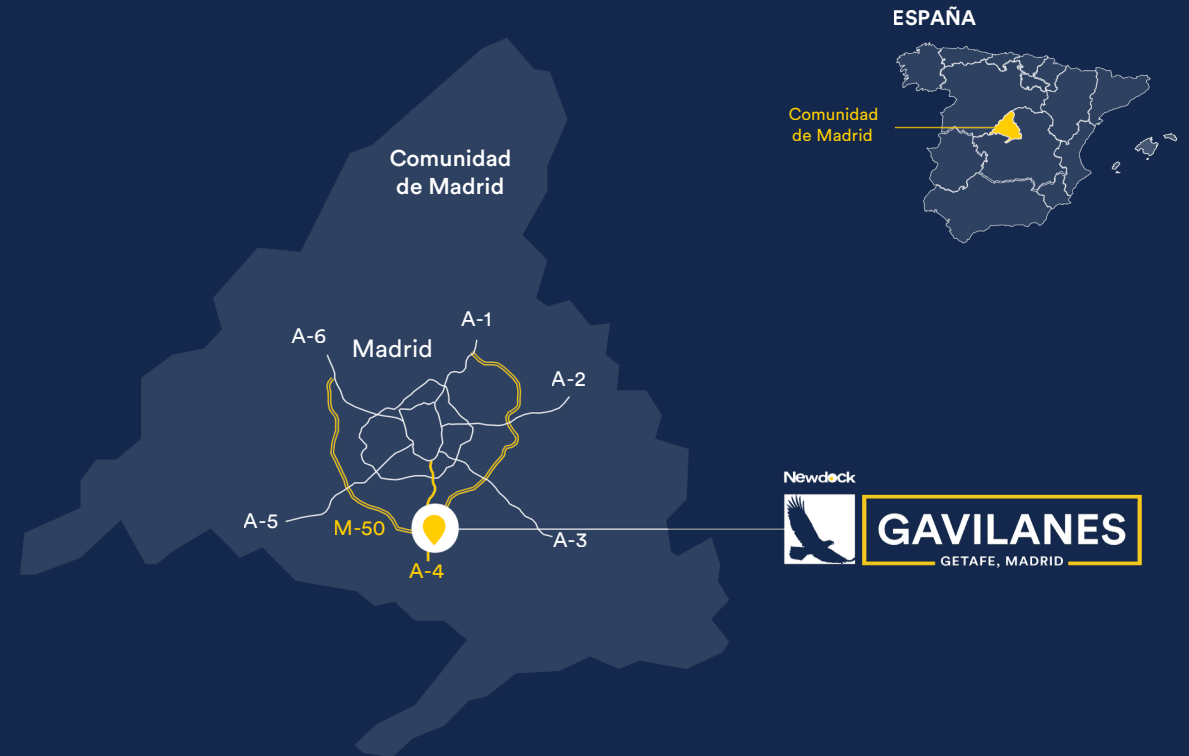 ESPAÑA
Comunidad
de Madrid
Comunidad
de Madrid
A-1
A-6
Madrid
A-2
Newdock
GAVILANES
GETAFE, MADRID
A-5
M-50
A-3
A-4